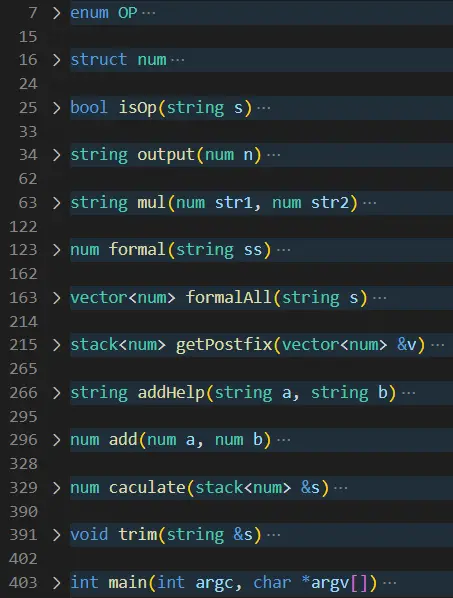 7 > enum OP ···
15
16 > struct num ···
24
25 > bool isOp(string s) ···
33
34 > string output(num n) ···
62
63 > string mul(num str1, num str2) ···
122
123 > num formal(string ss) ···
162
163 > vector<num> formalAll(string s) ···
214
215 > stack<num> getPostfix(vector<num> &v) ···
265
266 > string addHelp(string a, string b) ···
295
296 > num add(num a, num b) ···
328
329 > num caculate(stack<num> &s) ···
390
391 > void trim(string &s) ···
402
403 > int main(int argc, char *argv[]) ···